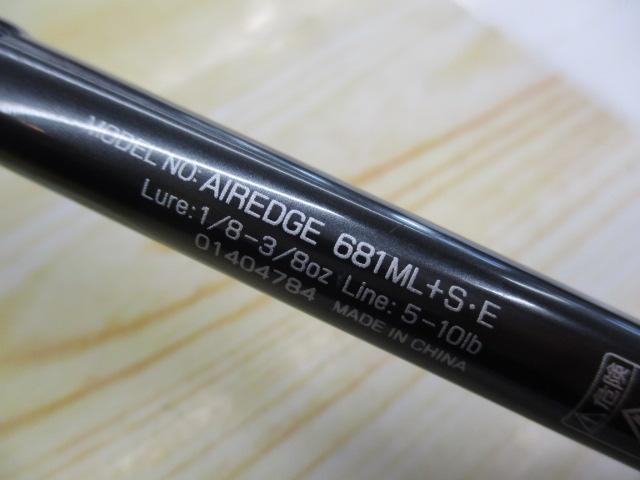 MODEL NO: AIREDGE 681ML+S・E
Lure: 1/8-3/8oz Line: 5-10lb
01404784 MADE IN CHINA
危険